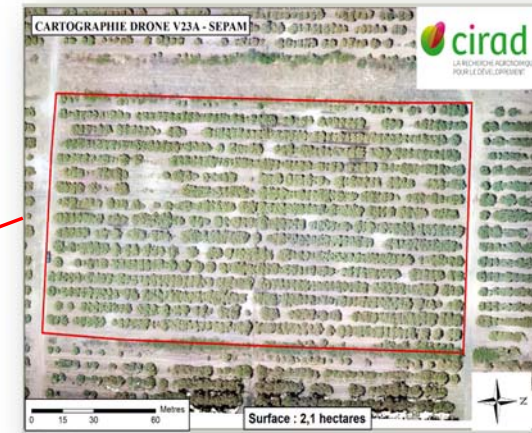 CARTOGRAPHIE DRONE V23A - SEPAM
cirad
LA RECHERCHE AGRONOMIQUE
POUR LE DÉVELOPPEMENT
Metres
0 15 30 60
Surface : 2,1 hectares
N